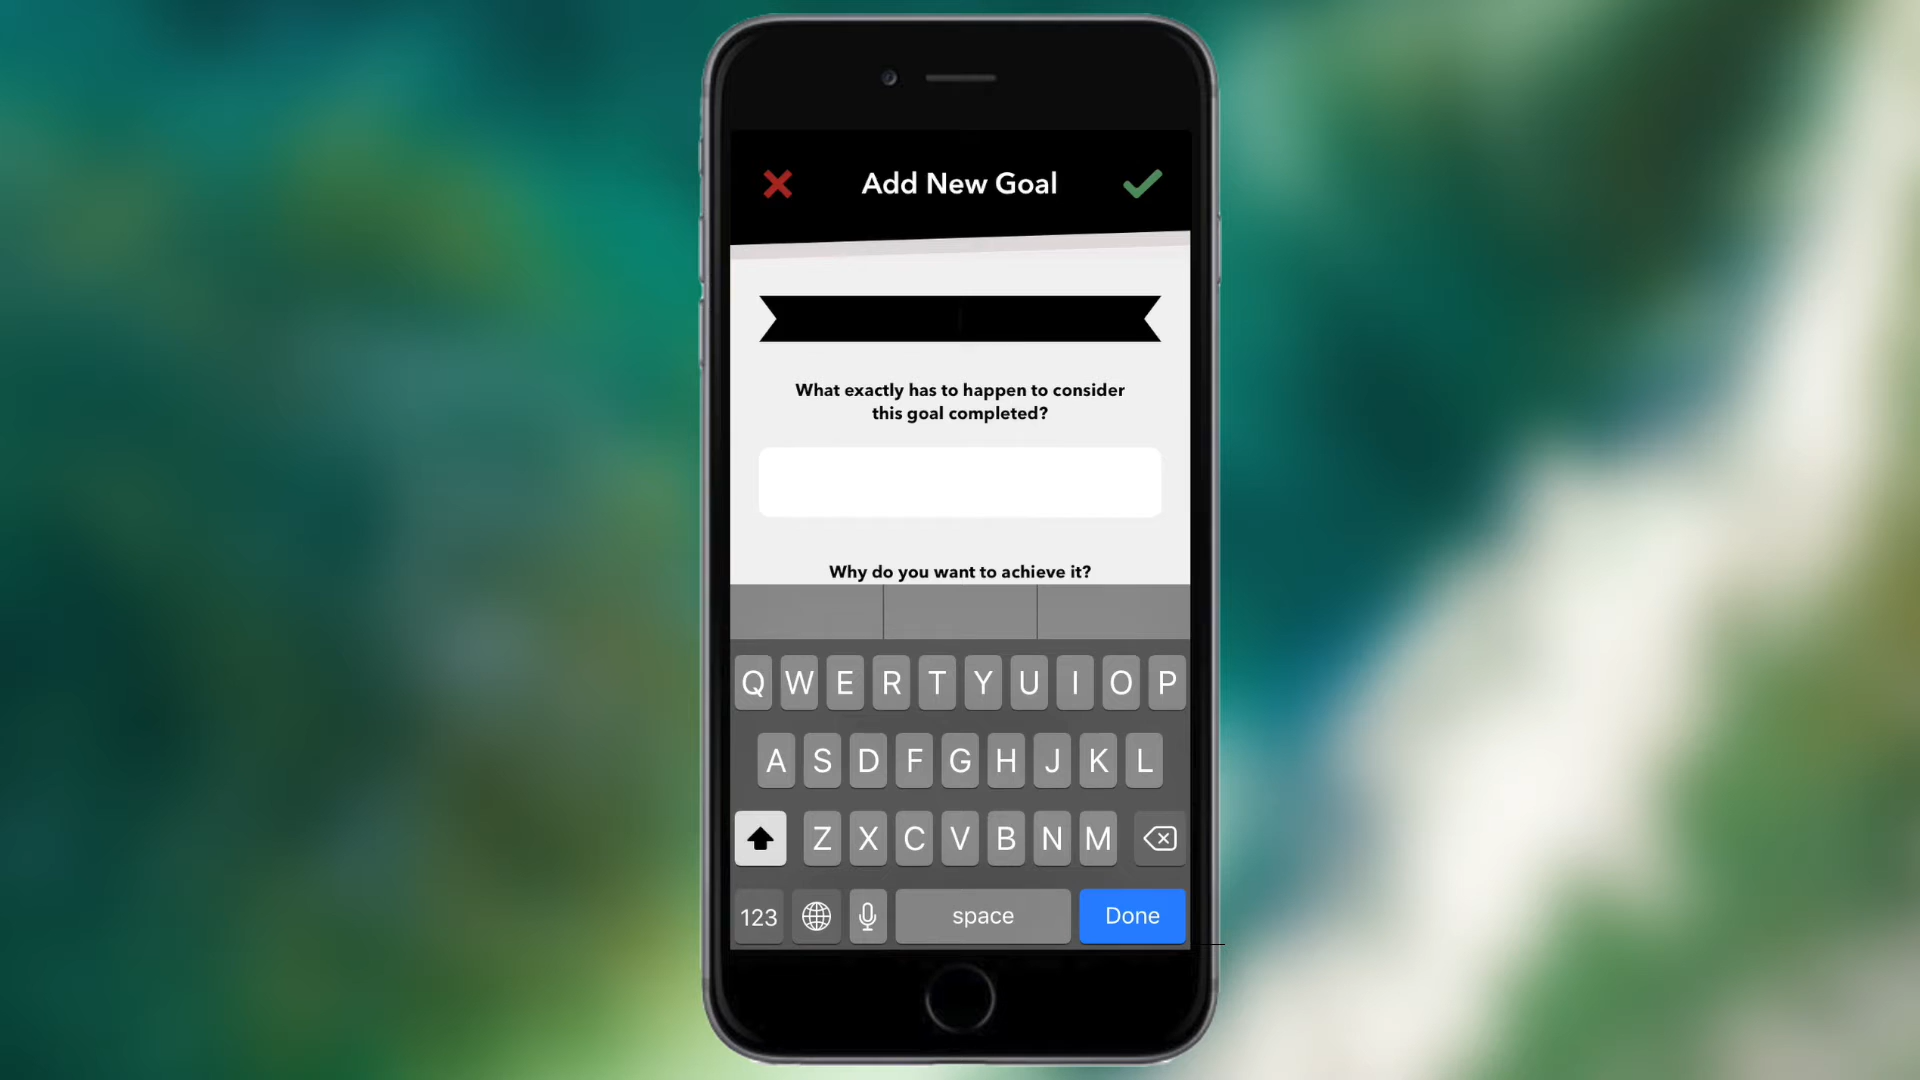 Add New Goal
What exactly has to happen to consider
this goal completed?
Why do you want to achieve it?
Q W E R T Y U I O P
A S D F G H J K L
Z X C V B N M
123 space Done